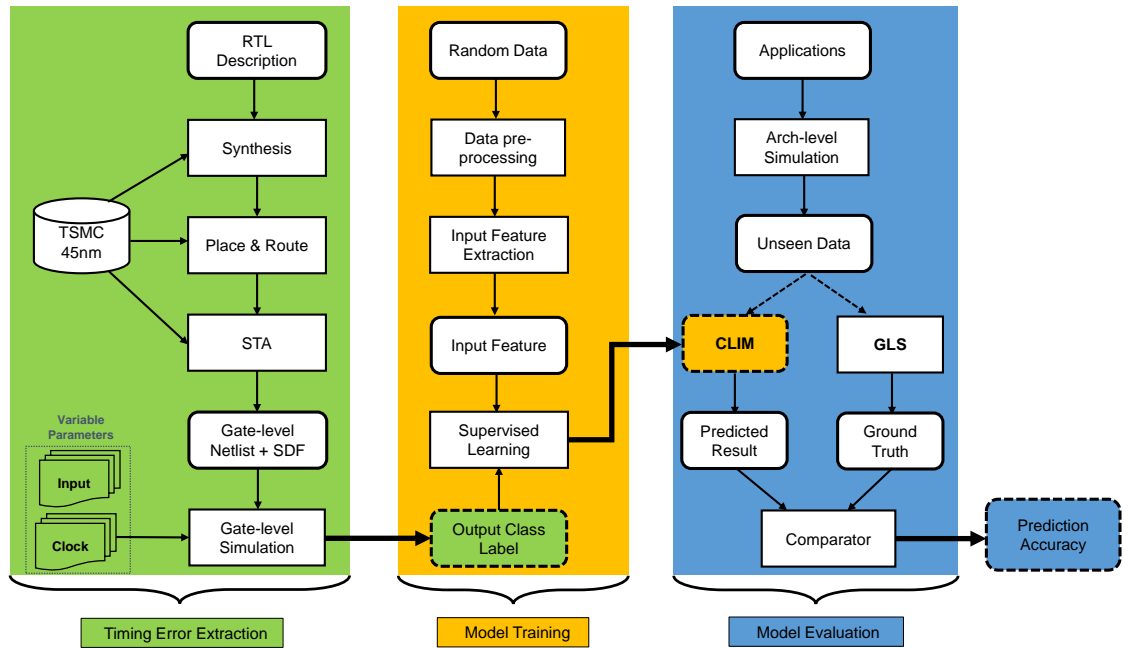 RTL
Description
Synthesis
TSMC
45nm
Place & Route
STA
Variable
Parameters
Gate-level
Netlist + SDF
Input
Clock
Gate-level
Simulation
Timing Error Extraction
Random Data
Data pre-
processing
Input Feature
Extraction
Input Feature
Supervised
Learning
Output Class
Label
Model Training
Applications
Arch-level
Simulation
Unseen Data
CLIM
GLS
Predicted
Result
Ground
Truth
Comparator
Prediction
Accuracy
Model Evaluation